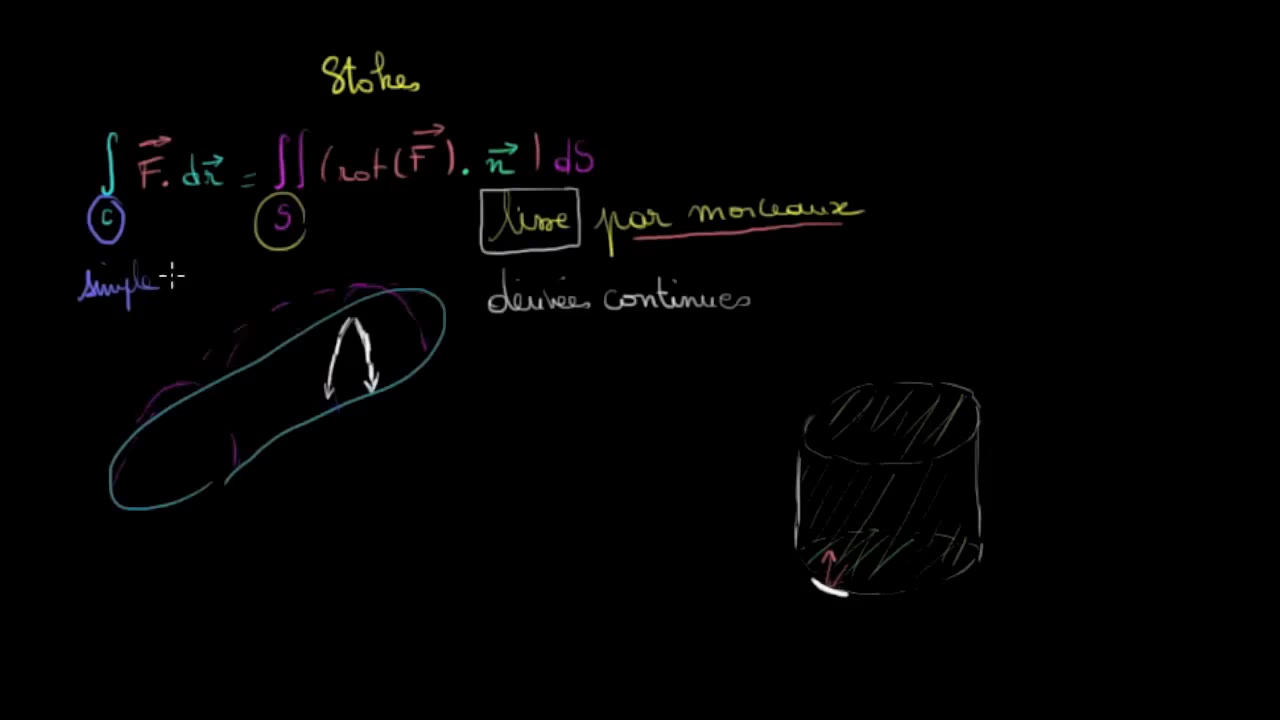 Stokes
∫ F⃗. dr⃗ = ∬ (rot(F⃗). n⃗) dS
C S lisse par morceaux
simple dérivées continues